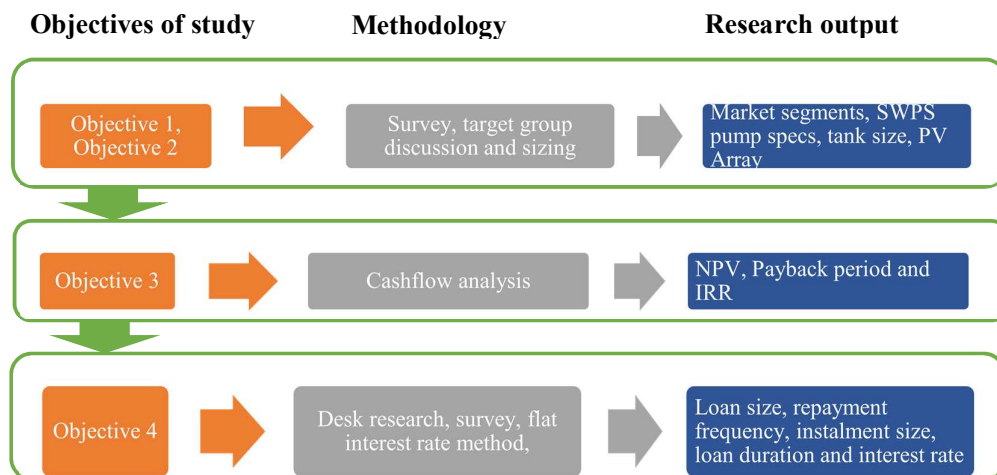 Objectives of study
Methodology
Research output
Objective 1,
Objective 2
Survey, target group
discussion and sizing
Market segments, SWPS
pump specs, tank size, PV
Array
Objective 3
Cashflow analysis
NPV, Payback period and
IRR
Objective 4
Desk research, survey, flat
interest rate method,
Loan size, repayment
frequency, instalment size,
loan duration and interest rate